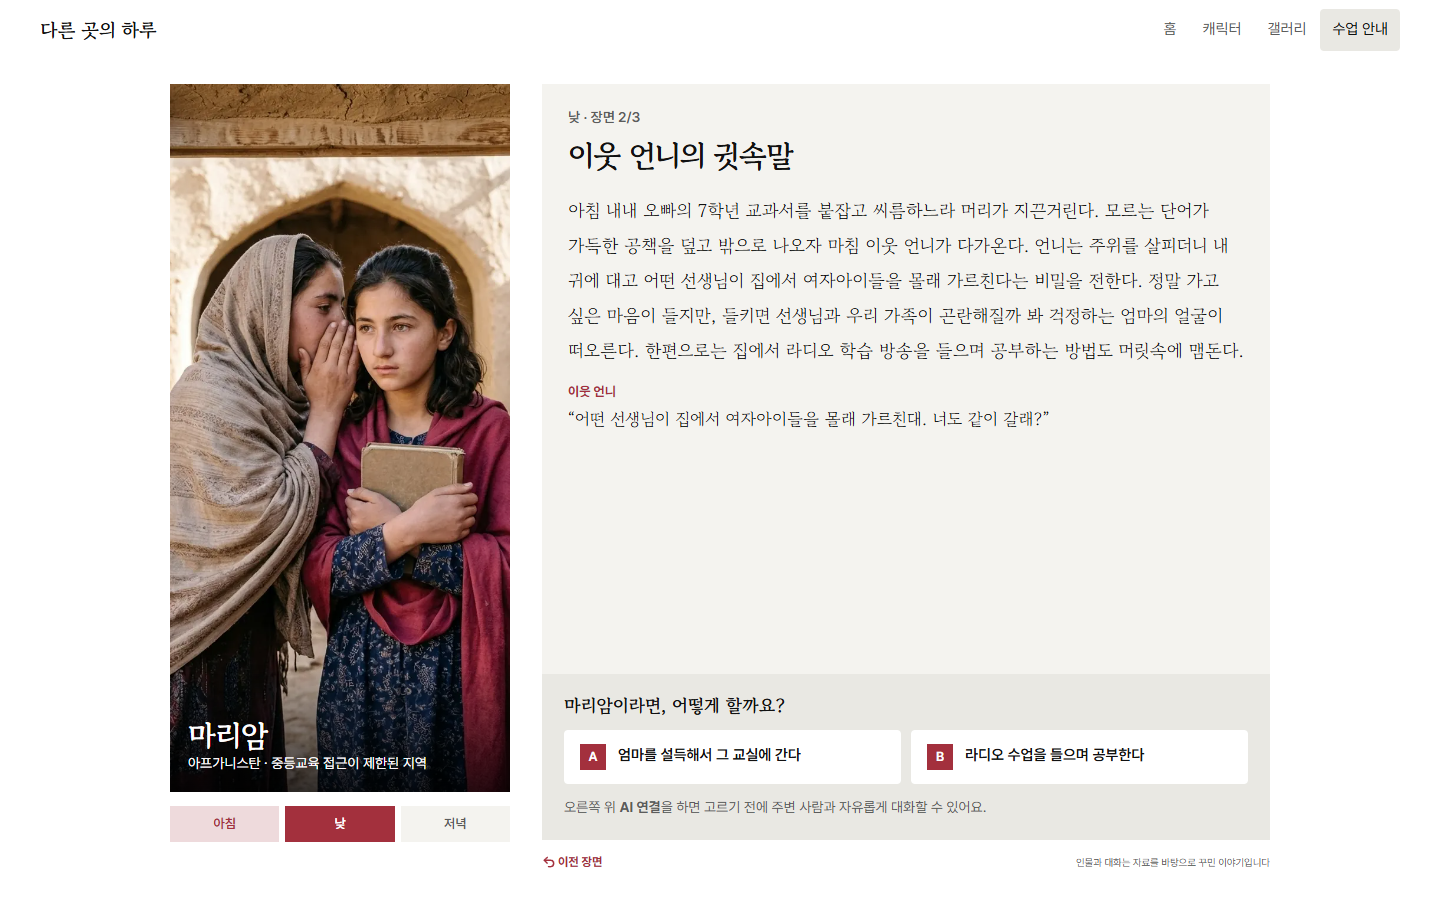 다른 곳의 하루
홈 캐릭터 갤러리 수업 안내
마리암
아프가니스탄 · 중등교육 접근이 제한된 지역
아침 낮 저녁
낮 · 장면 2/3
이웃 언니의 귓속말
아침 내내 오빠의 7학년 교과서를 붙잡고 씨름하느라 머리가 지끈거린다. 모르는 단어가
가득한 공책을 덮고 밖으로 나오자 마침 이웃 언니가 다가온다. 언니는 주위를 살피더니 내
귀에 대고 어떤 선생님이 집에서 여자아이들을 몰래 가르친다는 비밀을 전한다. 정말 가고
싶은 마음이 들지만, 들키면 선생님과 우리 가족이 곤란해질까 봐 걱정하는 엄마의 얼굴이
떠오른다. 한편으로는 집에서 라디오 학습 방송을 들으며 공부하는 방법도 머릿속에 맴돈다.
이웃 언니
“어떤 선생님이 집에서 여자아이들을 몰래 가르친대. 너도 같이 갈래?”
마리암이라면, 어떻게 할까요?
A 엄마를 설득해서 그 교실에 간다
B 라디오 수업을 들으며 공부한다
오른쪽 위 AI 연결을 하면 고르기 전에 주변 사람과 자유롭게 대화할 수 있어요.
이전 장면
인물과 대화는 자료를 바탕으로 꾸민 이야기입니다